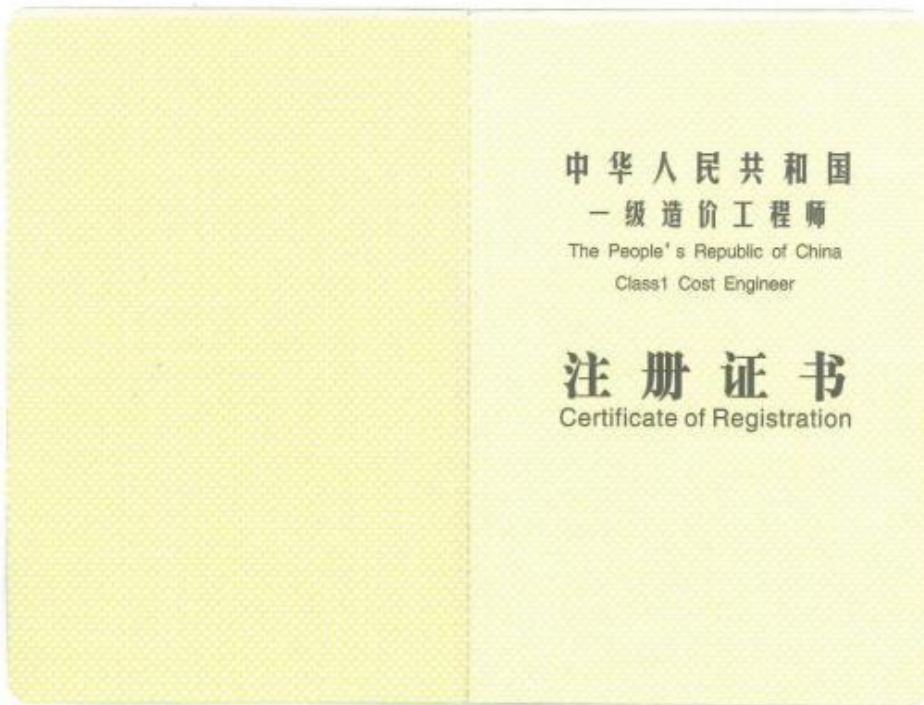 中华人民共和国
一级造价工程师
The People's Republic of China
Class1 Cost Engineer
注册证书
Certificate of Registration